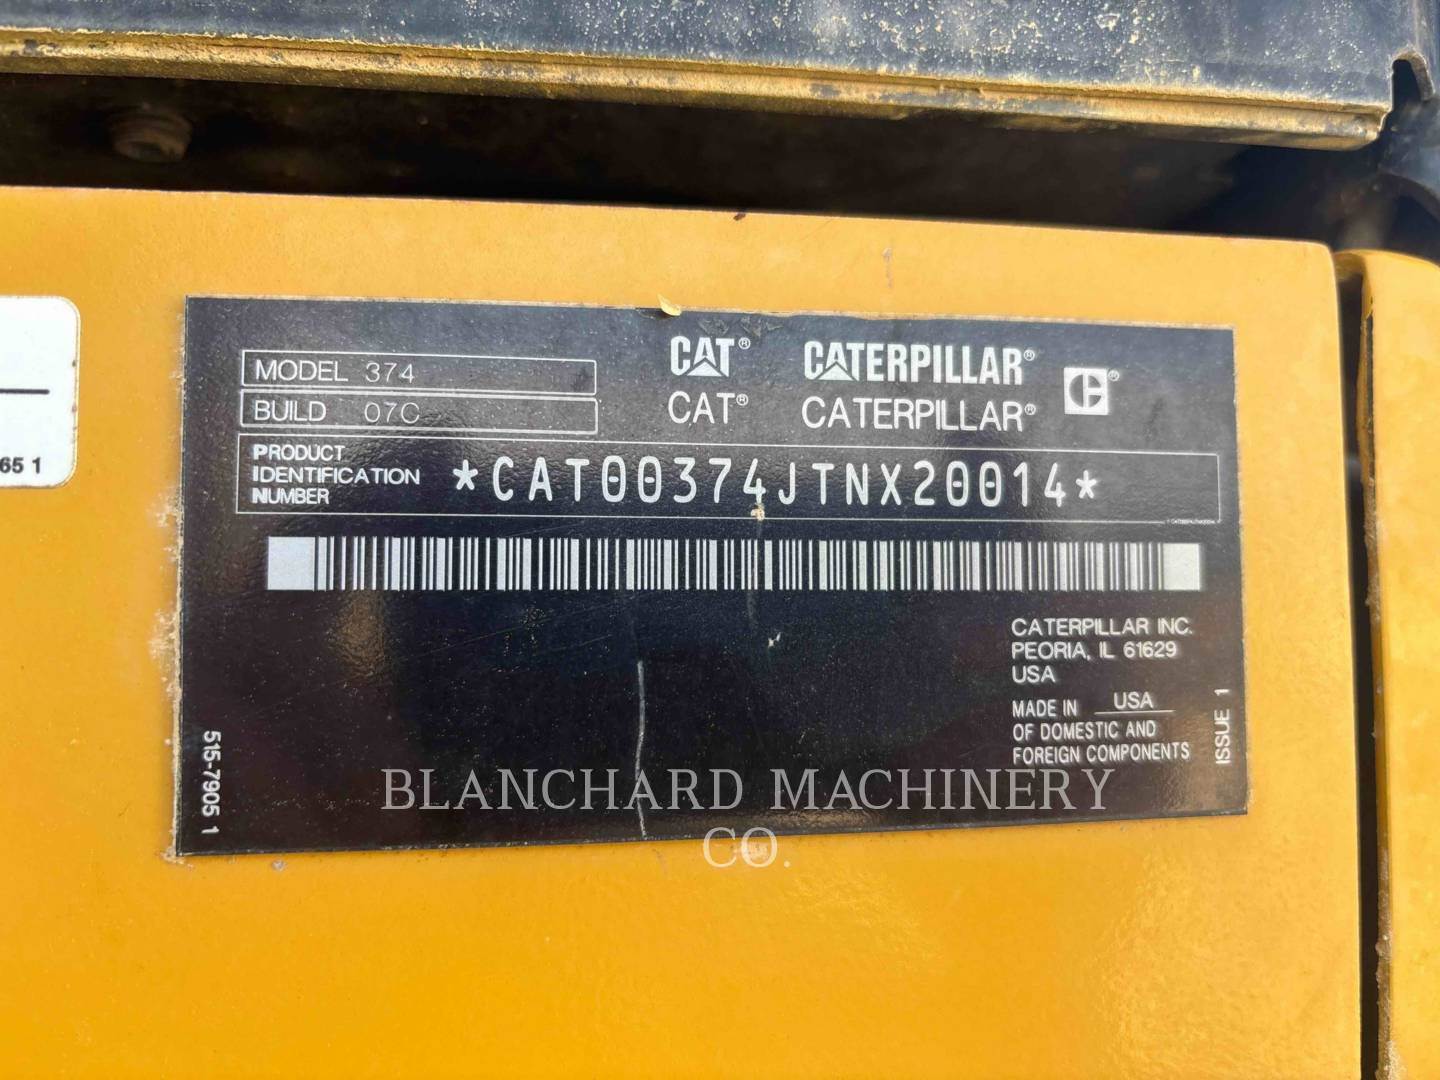 65 1
MODEL 374
BUILD 07C
CAT® CATERPILLAR®
CAT® CATERPILLAR®
PRODUCT
IDENTIFICATION
NUMBER
*CAT00374JTNX20014*
CATERPILLAR INC.
PEORIA, IL 61629
USA
MADE IN USA
OF DOMESTIC AND
FOREIGN COMPONENTS
ISSUE 1
515-7905 1
BLANCHARD MACHINERY
CO.